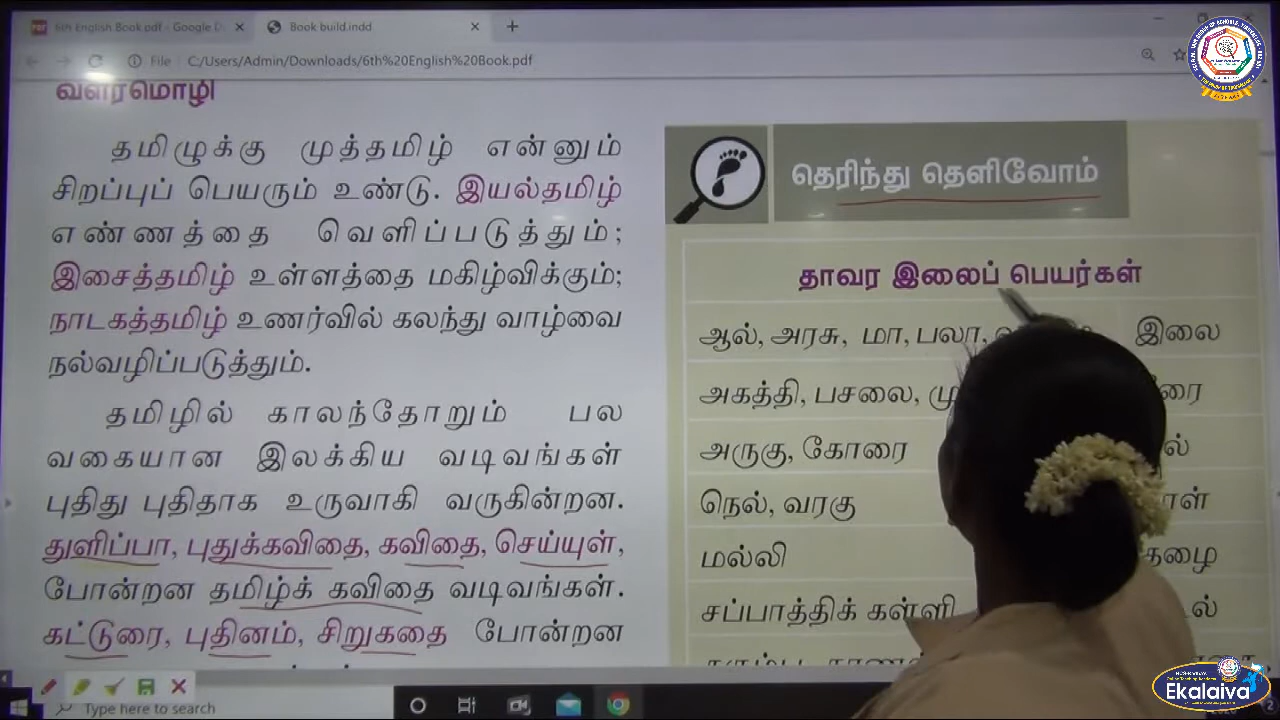 6th English Book.pdf - Google D
Book build.indd
File C:/Users/Admin/Downloads/6th%20English%20Book.pdf
வளர்மொழி
தமிழுக்கு முத்தமிழ் என்னும்
சிறப்புப் பெயரும் உண்டு. இயல்தமிழ்
எண்ணத்தை வெளிப்படுத்தும்;
இசைத்தமிழ் உள்ளத்தை மகிழ்விக்கும்;
நாடகத்தமிழ் உணர்வில் கலந்து வாழ்வை
நல்வழிப்படுத்தும்.
தமிழில் காலந்தோறும் பல
வகையான இலக்கிய வடிவங்கள்
புதிது புதிதாக உருவாகி வருகின்றன.
துளிப்பா, புதுக்கவிதை, கவிதை, செய்யுள்,
போன்றன தமிழ்க் கவிதை வடிவங்கள்.
கட்டுரை, புதினம், சிறுகதை போன்றன
தெரிந்து தெளிவோம்
தாவர இலைப் பெயர்கள்
ஆல், அரசு, மா, பலா, இலை
அகத்தி, பசலை,
அருகு, கோரை
நெல், வரகு
மல்லி
சப்பாத்திக் கள்ளி
Type here to search
Ekalaiva